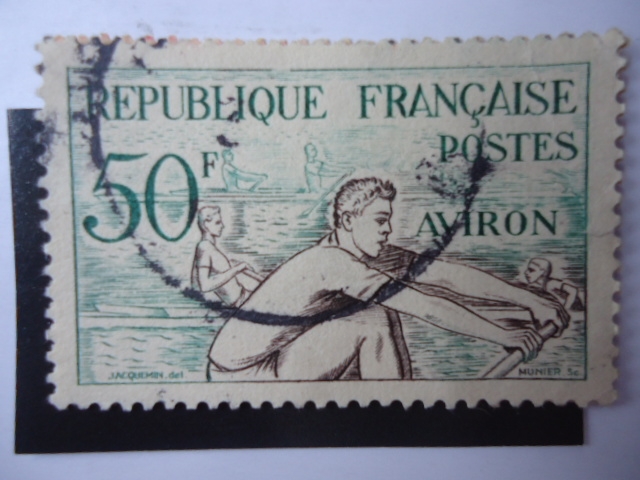 REPUBLIQUE FRANÇAISE
50F
POSTES
AVIRON
JACQUEMIN. del
MUNIER. Sc